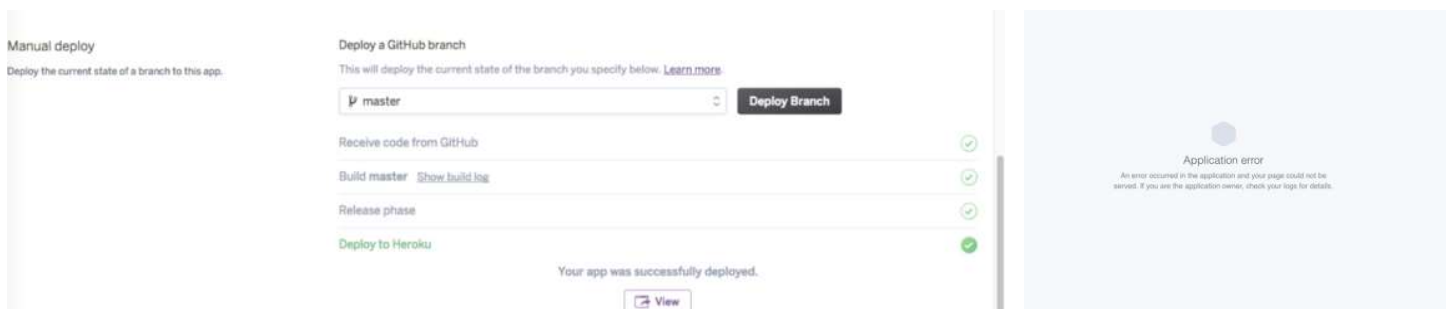 Manual deploy
Deploy the current state of a branch to this app.
Deploy a GitHub branch
This will deploy the current state of the branch you specify below. Learn more.
master
Deploy Branch
Receive code from GitHub
Build master Show build log
Release phase
Deploy to Heroku
Your app was successfully deployed.
View
Application error
An error occurred in the application and your page could not be
served. If you are the application owner, check your logs for details.